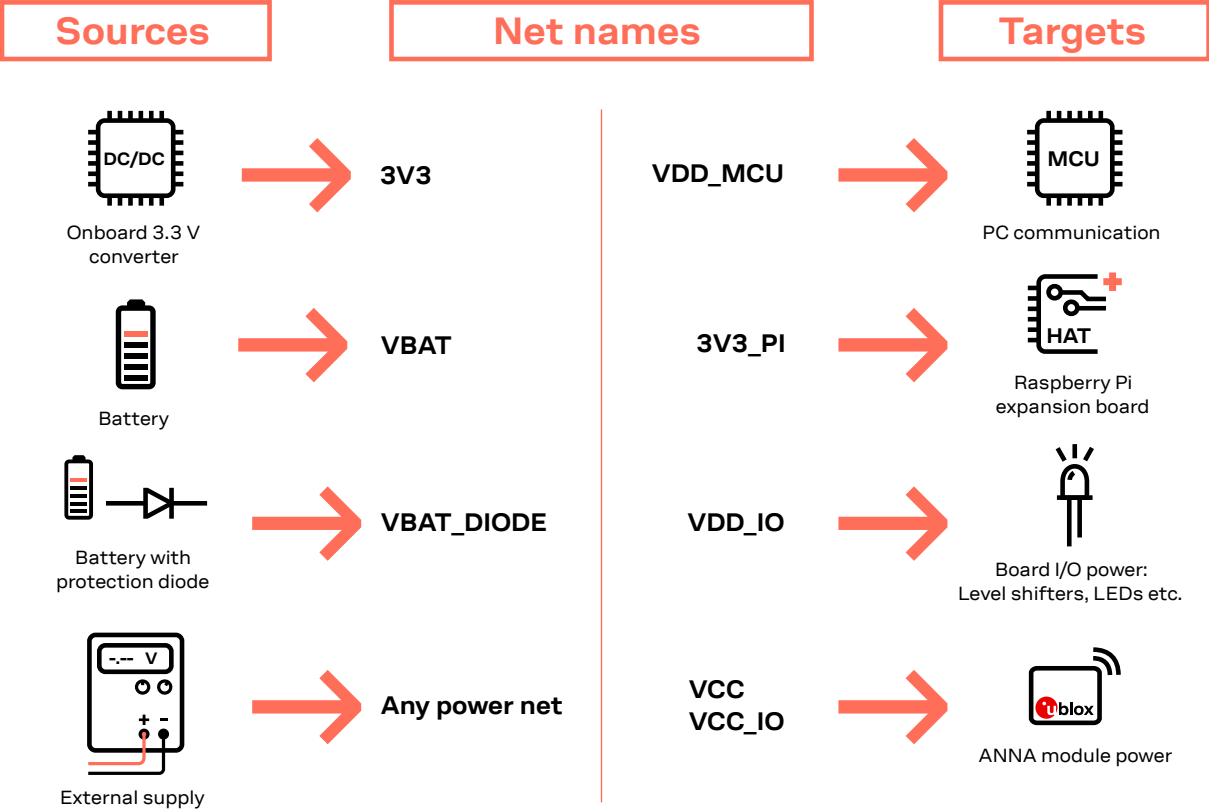 Sources
Net names
Targets
DC/DC
3V3
VDD_MCU
MCU
Onboard 3.3 V
converter
PC communication
VBAT
3V3_PI
HAT
Battery
Raspberry Pi
expansion board
VBAT_DIODE
VDD_IO
Battery with
protection diode
Board I/O power:
Level shifters, LEDs etc.
-.-- V
+ -
Any power net
VCC
VCC_IO
ublox
ANNA module power
External supply